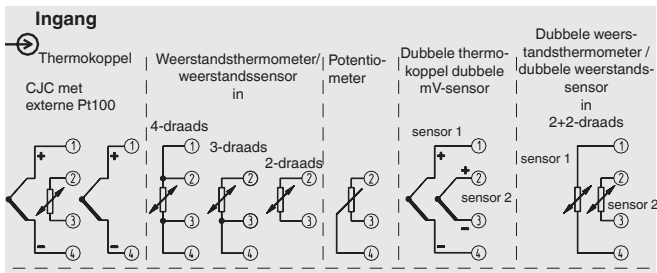 Ingang
Thermokoppel
CJC met
externe Pt100
+
1
2
3
−
4
+
1
−
4
Weerstandsthermometer/
weerstandssensor
in
4-draads
1
2
3
4
3-draads
2
3
4
2-draads
2
3
Potentio-
meter
2
3
4
Dubbele thermo-
koppel dubbele
mV-sensor
sensor 1
+
1
+
2
sensor 2
3
−
−
4
Dubbele weers-
tandsthermometer /
dubbele weerstands-
sensor
in
2+2-draads
sensor 1
1
2
sensor 2
3
4